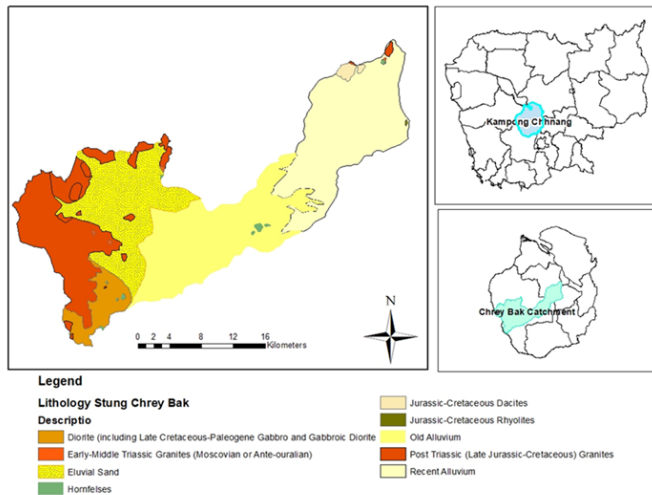 Kampong Chhnang
Chrey Bak Catchment
N
0 2 4 8 12 16
Kilometers
Legend
Lithology Stung Chrey Bak
Descriptio
Diorite (including Late Cretaceous-Paleogene Gabbro and Gabbroic Diorite
Early-Middle Triassic Granites (Moscovian or Ante-ouralian)
Eluvial Sand
Hornfelses
Jurassic-Cretaceous Dacites
Jurassic-Cretaceous Rhyolites
Old Alluvium
Post Triassic (Late Jurassic-Cretaceous) Granites
Recent Alluvium